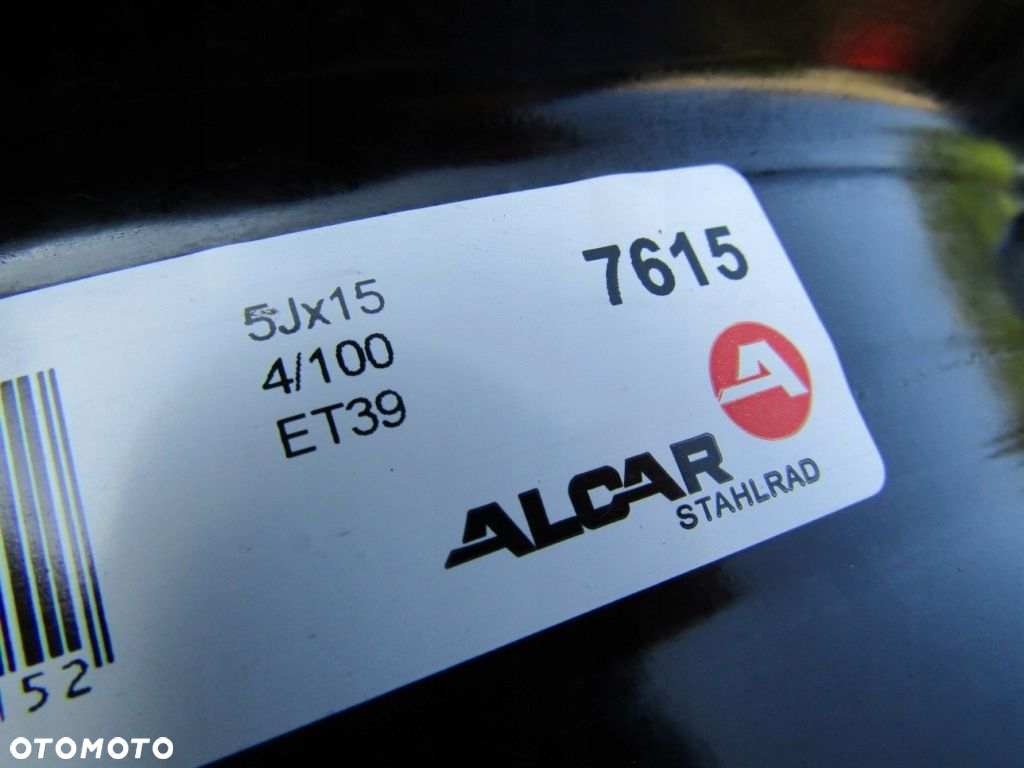 7615
5Jx15
4/100
ET39
ALCAR
STAHLRAD
52
OTOMOTO